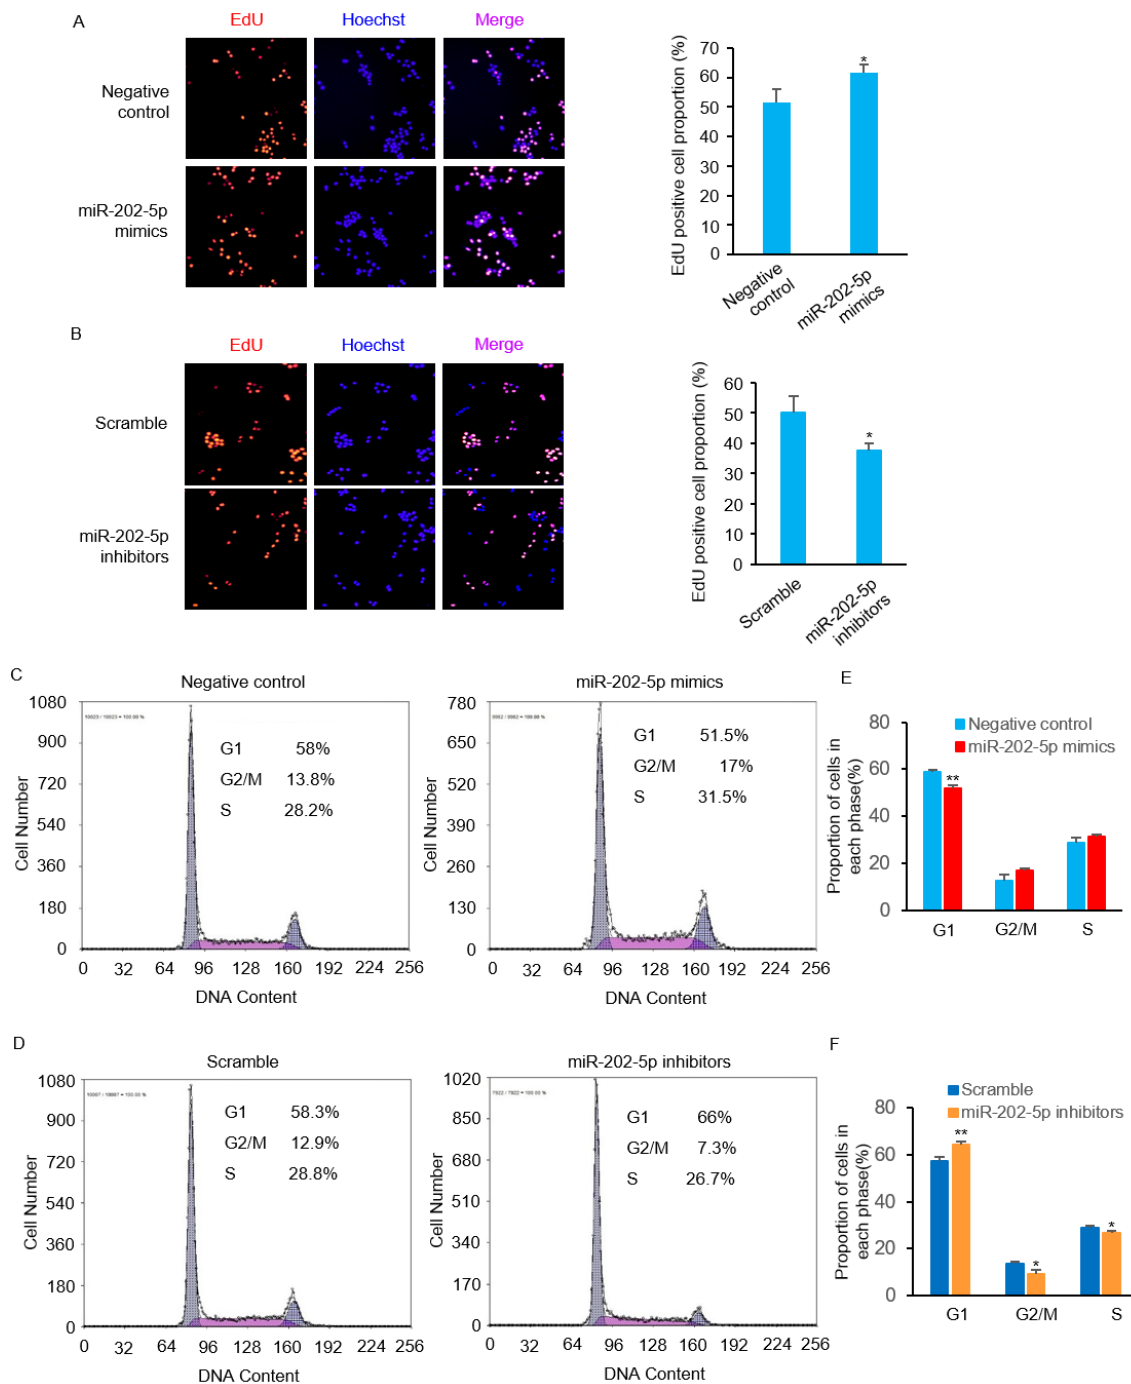 A
EdU Hoechst Merge
Negative
control
miR-202-5p
mimics
EdU positive cell proportion (%)
70
60
50
40
30
20
10
0
*
Negative
control
miR-202-5p
mimics
B
EdU Hoechst Merge
Scramble
miR-202-5p
inhibitors
EdU positive cell proportion (%)
60
50
40
30
20
10
0
*
Scramble
miR-202-5p
inhibitors
C
Negative control
Cell Number
1080
900
720
540
360
180
0
G1 58%
G2/M 13.8%
S 28.2%
0 32 64 96 128 160 192 224 256
DNA Content
miR-202-5p mimics
Cell Number
780
650
520
390
260
130
0
G1 51.5%
G2/M 17%
S 31.5%
0 32 64 96 128 160 192 224 256
DNA Content
E
Proportion of cells in
each phase(%)
80
60
40
20
0
Negative control
miR-202-5p mimics
**
G1 G2/M S
D
Scramble
Cell Number
1080
900
720
540
360
180
0
G1 58.3%
G2/M 12.9%
S 28.8%
0 32 64 96 128 160 192 224 256
DNA Content
miR-202-5p inhibitors
Cell Number
1020
850
680
510
340
170
0
G1 66%
G2/M 7.3%
S 26.7%
0 32 64 96 128 160 192 224 256
DNA Content
F
Proportion of cells in
each phase(%)
80
60
40
20
0
Scramble
miR-202-5p inhibitors
**
*
*
G1 G2/M S